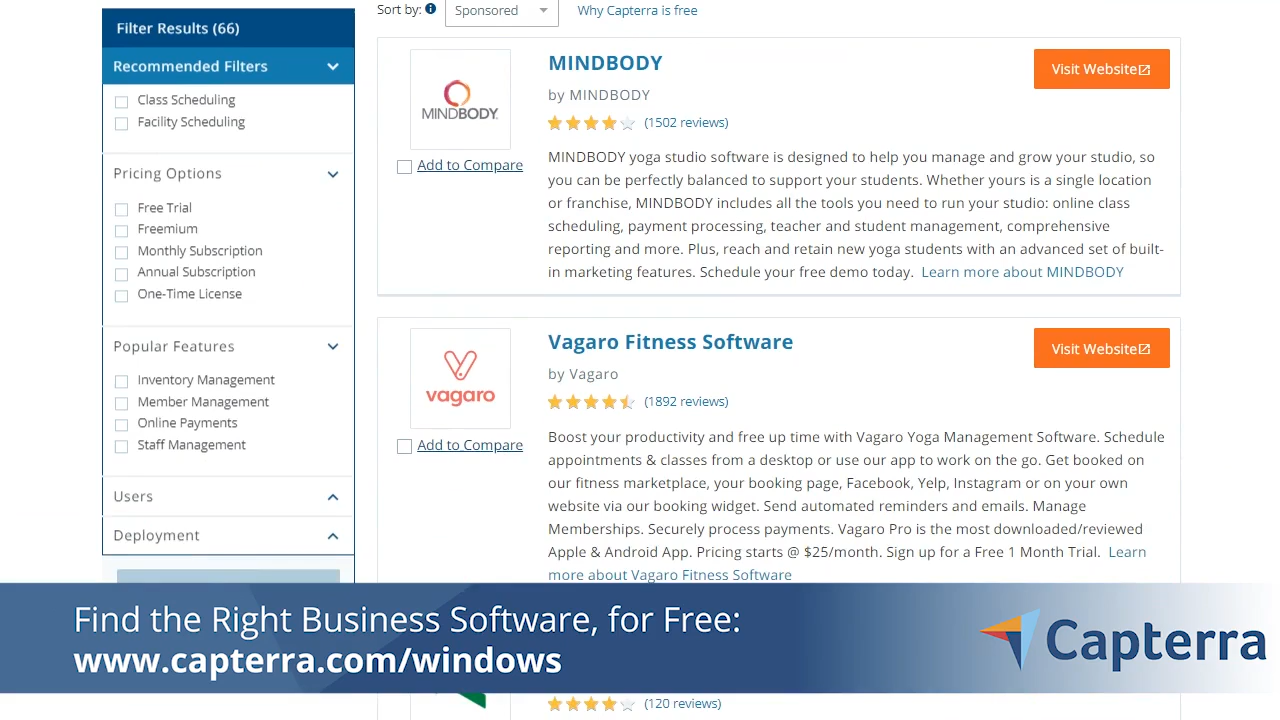 Sort by:
Sponsored
Why Capterra is free
Filter Results (66)
Recommended Filters
Class Scheduling
Facility Scheduling
Pricing Options
Free Trial
Freemium
Monthly Subscription
Annual Subscription
One-Time License
Popular Features
Inventory Management
Member Management
Online Payments
Staff Management
Users
Deployment
MINDBODY
Add to Compare
MINDBODY
by MINDBODY
(1502 reviews)
Visit Website
MINDBODY yoga studio software is designed to help you manage and grow your studio, so
you can be perfectly balanced to support your students. Whether yours is a single location
or franchise, MINDBODY includes all the tools you need to run your studio: online class
scheduling, payment processing, teacher and student management, comprehensive
reporting and more. Plus, reach and retain new yoga students with an advanced set of built-
in marketing features. Schedule your free demo today. Learn more about MINDBODY
vagaro
Add to Compare
Vagaro Fitness Software
by Vagaro
(1892 reviews)
Visit Website
Boost your productivity and free up time with Vagaro Yoga Management Software. Schedule
appointments & classes from a desktop or use our app to work on the go. Get booked on
our fitness marketplace, your booking page, Facebook, Yelp, Instagram or on your own
website via our booking widget. Send automated reminders and emails. Manage
Memberships. Securely process payments. Vagaro Pro is the most downloaded/reviewed
Apple & Android App. Pricing starts @ $25/month. Sign up for a Free 1 Month Trial. Learn
more about Vagaro Fitness Software
Find the Right Business Software, for Free:
www.capterra.com/windows
Capterra
(120 reviews)